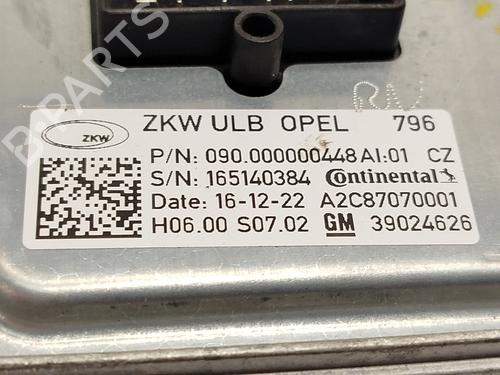 ZKW ULB OPEL 796
ZKW
P/N: 090.000000448 AI:01 CZ
S/N: 165140384 Continental
Date: 16-12-22 A2C87070001
H06.00 S07.02 GM 39024626
B-PARTS